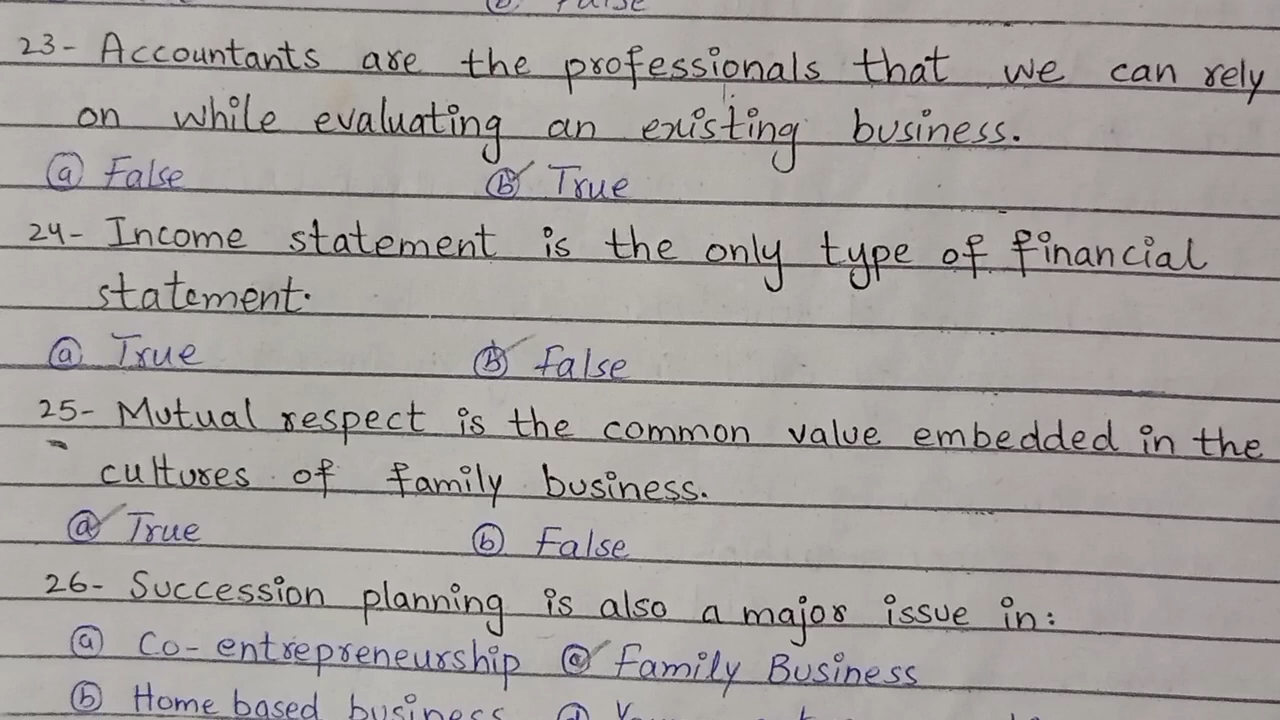 b False
23- Accountants are the professionals that we can rely
on while evaluating an existing business.
a False b True
24- Income statement is the only type of financial
statement.
a True b False
25- Mutual respect is the common value embedded in the
cultures of family business.
a True b False
26- Succession planning is also a major issue in:
a Co-entrepreneurship c Family Business
b Home based business d